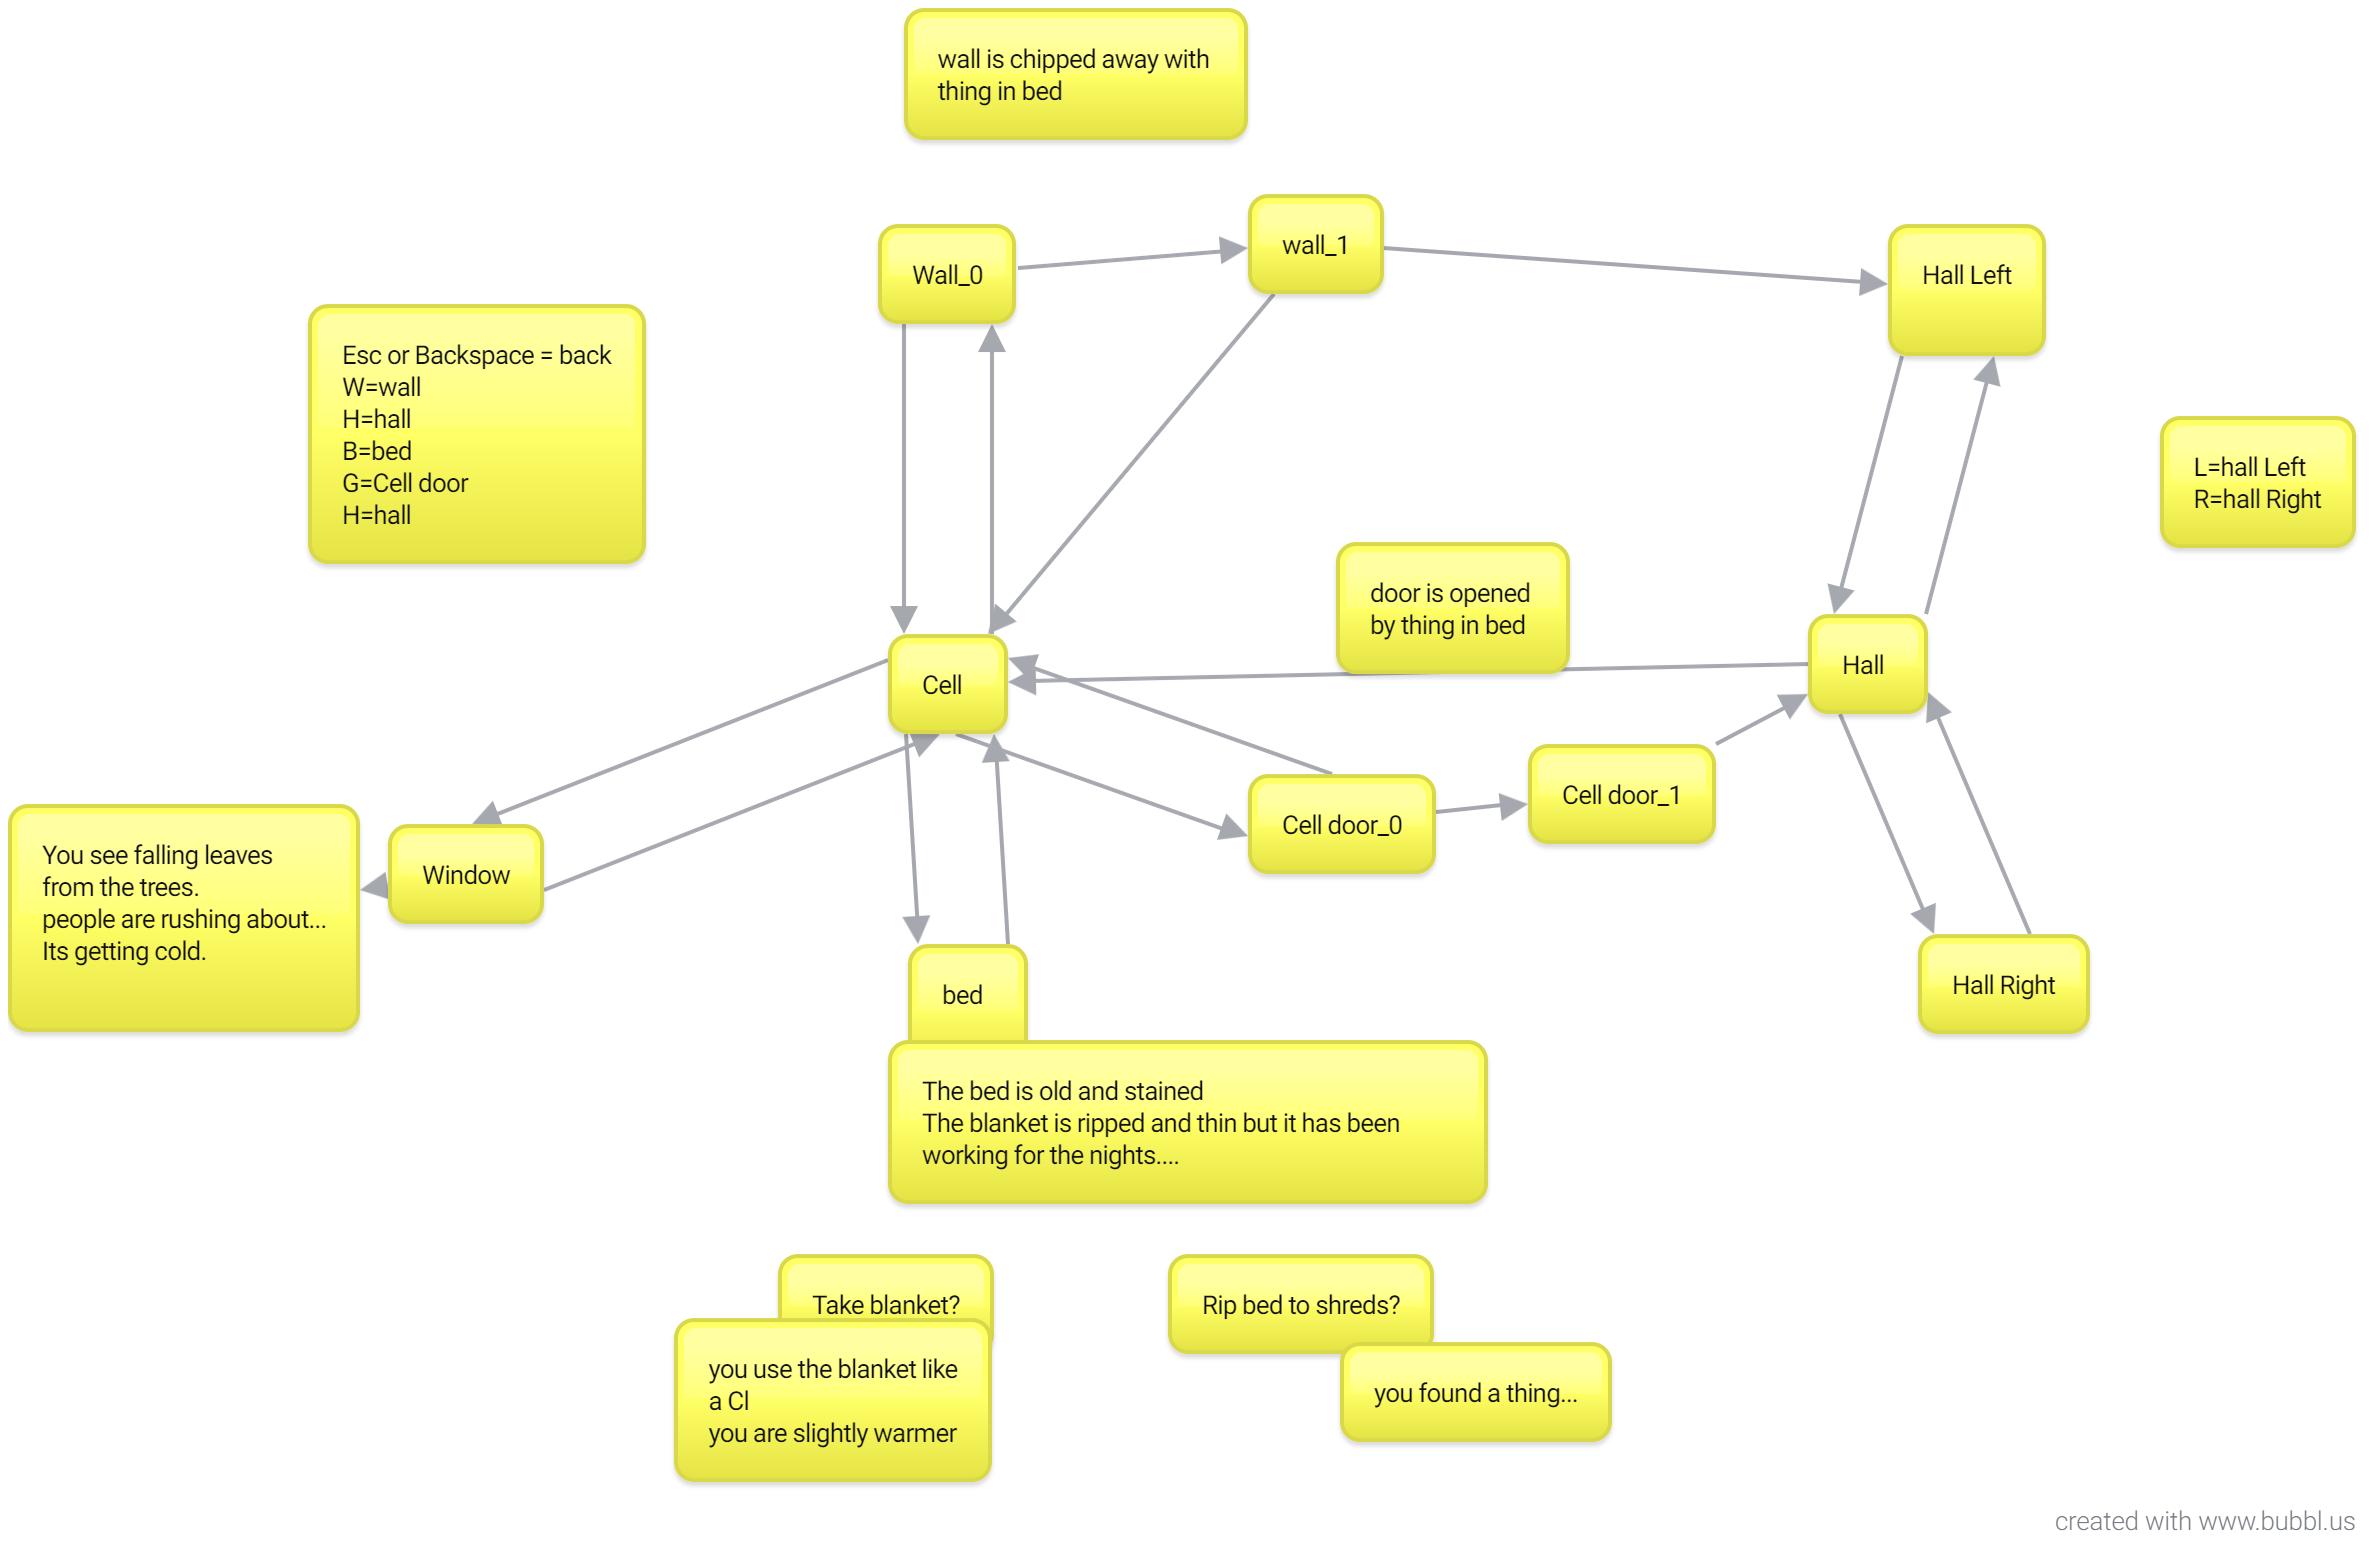 wall is chipped away with
thing in bed
Wall_0
wall_1
Hall Left
Esc or Backspace = back
W=wall
H=hall
B=bed
G=Cell door
H=hall
L=hall Left
R=hall Right
door is opened
by thing in bed
Cell
Hall
Cell door_0
Cell door_1
You see falling leaves
from the trees.
people are rushing about...
Its getting cold.
Window
bed
Hall Right
The bed is old and stained
The blanket is ripped and thin but it has been
working for the nights....
Take blanket?
you use the blanket like
a Cl
you are slightly warmer
Rip bed to shreds?
you found a thing...
created with www.bubbl.us